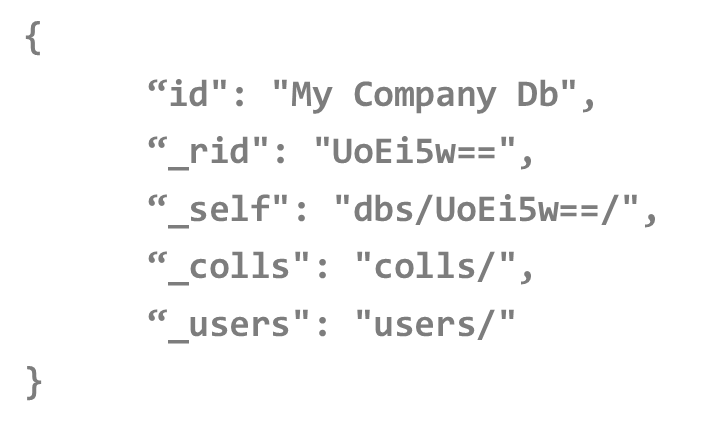 {
“id": "My Company Db",
“_rid": "UoEi5w==",
“_self": "dbs/UoEi5w==/",
“_colls": "colls/",
“_users": "users/"
}